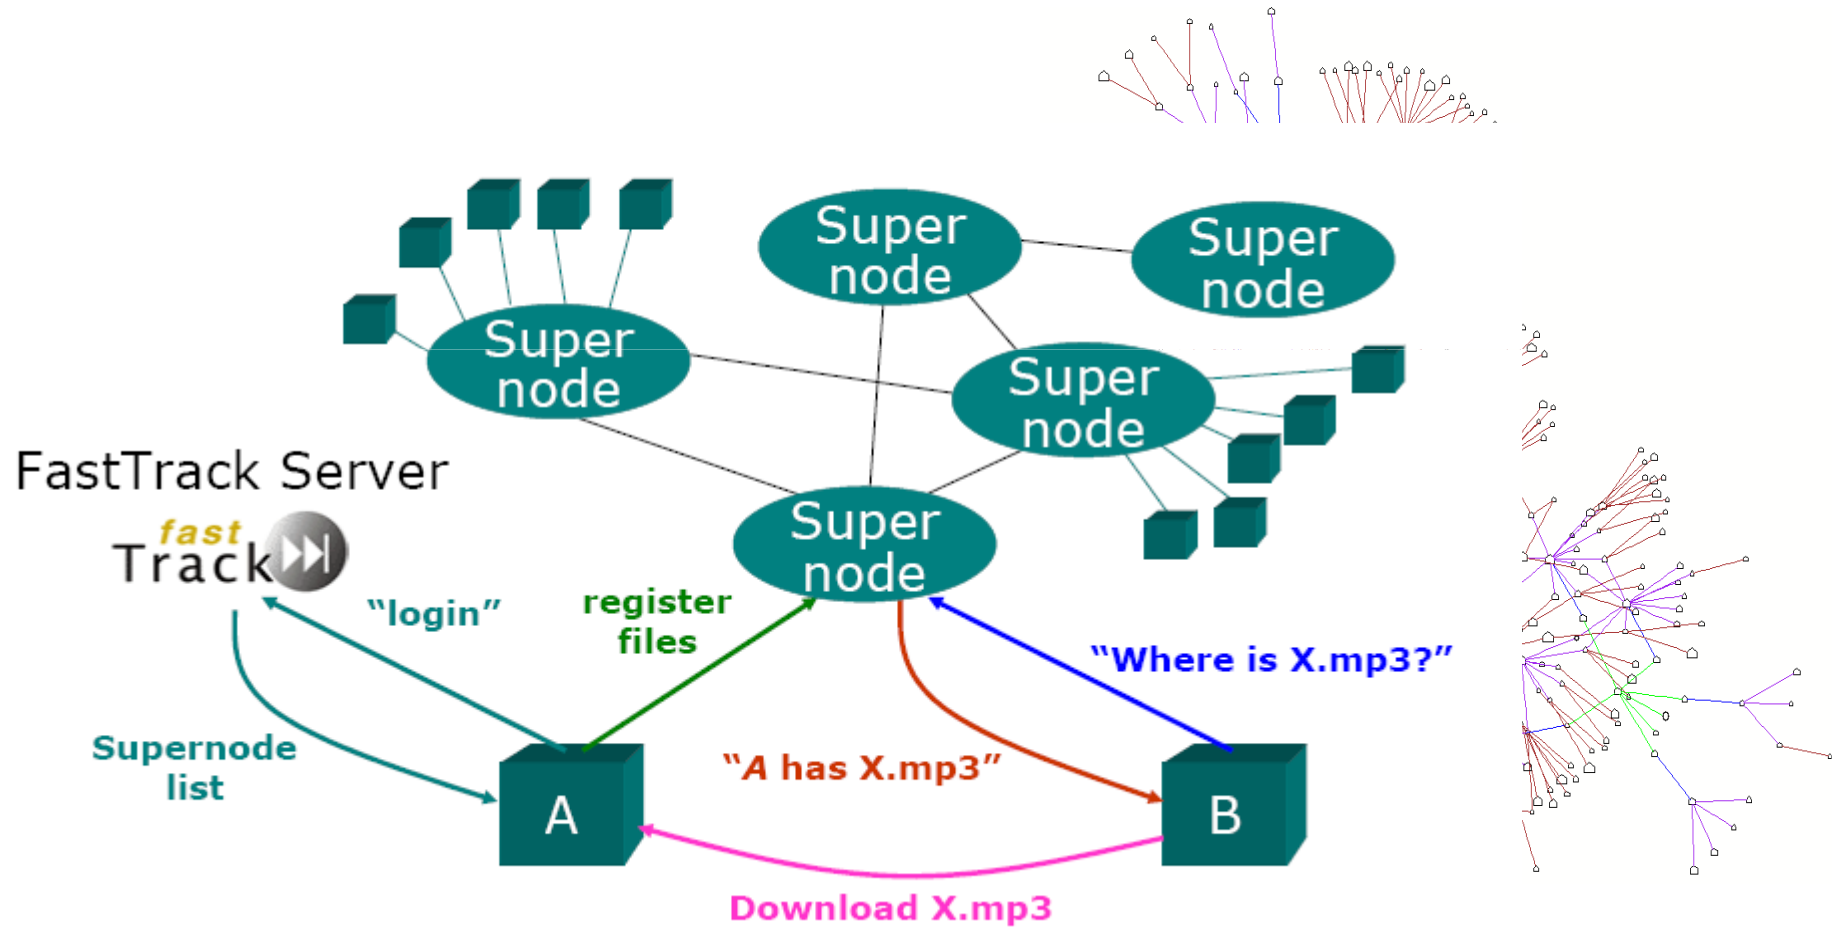 Super
node
Super
node
Super
node
Super
node
FastTrack Server
fast
Track
Super
node
“login”
register
files
“Where is X.mp3?”
Supernode
list
“A has X.mp3”
A
B
Download X.mp3